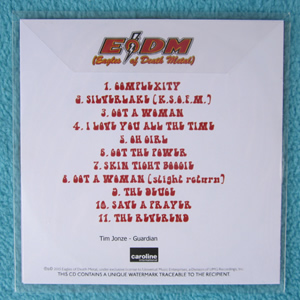 EODM
(Eagles of Death Metal)
1. COMPLEXITY
2. SILVERLAKE (K.S.O.F.M.)
3. GOT A WOMAN
4. I LOVE YOU ALL THE TIME
5. OH GIRL
6. GOT THE POWER
7. SKIN TIGHT BOOGIE
8. GOT A WOMAN (slight return)
9. THE DEUCE
10. SAVE A PRAYER
11. THE REVEREND
Tim Jonze - Guardian
caroline
THIS CD CONTAINS A UNIQUE WATERMARK TRACEABLE TO THE RECIPIENT.